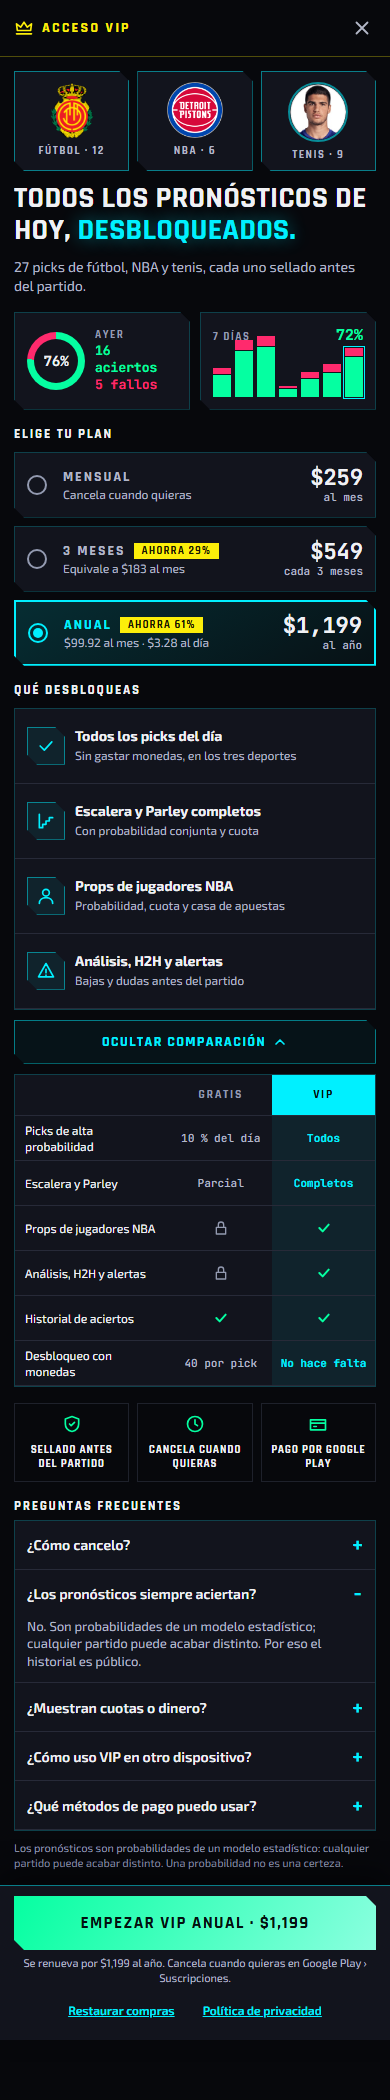 ACCESO VIP
DETROIT
PISTONS
FÚTBOL · 12
NBA · 6
TENIS · 9
TODOS LOS PRONÓSTICOS DE
HOY, DESBLOQUEADOS.
27 picks de fútbol, NBA y tenis, cada uno sellado antes
del partido.
76%
AYER
16
aciertos
5 fallos
7 DÍAS
72%
ELIGE TU PLAN
MENSUAL
Cancela cuando quieras
$259
al mes
3 MESES AHORRA 29%
Equivale a $183 al mes
$549
cada 3 meses
ANUAL AHORRA 61%
$99.92 al mes · $3.28 al día
$1,199
al año
QUÉ DESBLOQUEAS
Todos los picks del día
Sin gastar monedas, en los tres deportes
Escalera y Parley completos
Con probabilidad conjunta y cuota
Props de jugadores NBA
Probabilidad, cuota y casa de apuestas
Análisis, H2H y alertas
Bajas y dudas antes del partido
OCULTAR COMPARACIÓN
GRATIS VIP
Picks de alta
probabilidad
10 % del día Todos
Escalera y Parley Parcial Completos
Props de jugadores NBA
Análisis, H2H y alertas
Historial de aciertos
Desbloqueo con
monedas
40 por pick No hace falta
SELLADO ANTES
DEL PARTIDO
CANCELA CUANDO
QUIERAS
PAGO POR GOOGLE
PLAY
PREGUNTAS FRECUENTES
¿Cómo cancelo? +
¿Los pronósticos siempre aciertan? –
No. Son probabilidades de un modelo estadístico;
cualquier partido puede acabar distinto. Por eso el
historial es público.
¿Muestran cuotas o dinero? +
¿Cómo uso VIP en otro dispositivo? +
¿Qué métodos de pago puedo usar? +
Los pronósticos son probabilidades de un modelo estadístico: cualquier
partido puede acabar distinto. Una probabilidad no es una certeza.
EMPEZAR VIP ANUAL · $1,199
Se renueva por $1,199 al año. Cancela cuando quieras en Google Play ›
Suscripciones.
Restaurar compras Política de privacidad